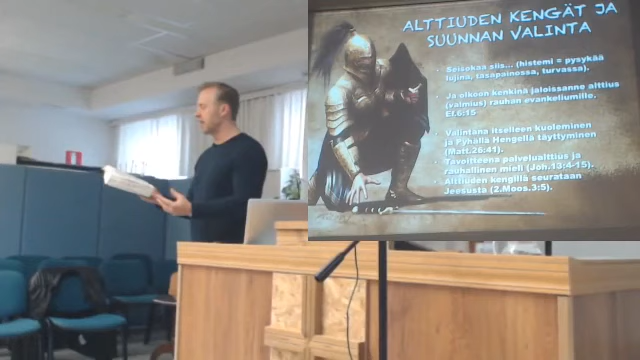 ALTTIUDEN KENGÄT JA
SUUNNAN VALINTA
Seisokaa siis... (histemi = pysykää
lujina, tasapainossa, turvassa).
Ja olkoon kenkinä jaloissanne alttius
(valmius) rauhan evankeliumille.
Ef.6:15
Valintana itselleen kuoleminen
ja Pyhällä Hengellä täyttyminen
(Matt.26:41).
Tavoitteena palvelualttius ja
rauhallinen mieli (Joh.13:4-15).
Alttiuden kengillä seurataan
Jeesusta (2.Moos.3:5).